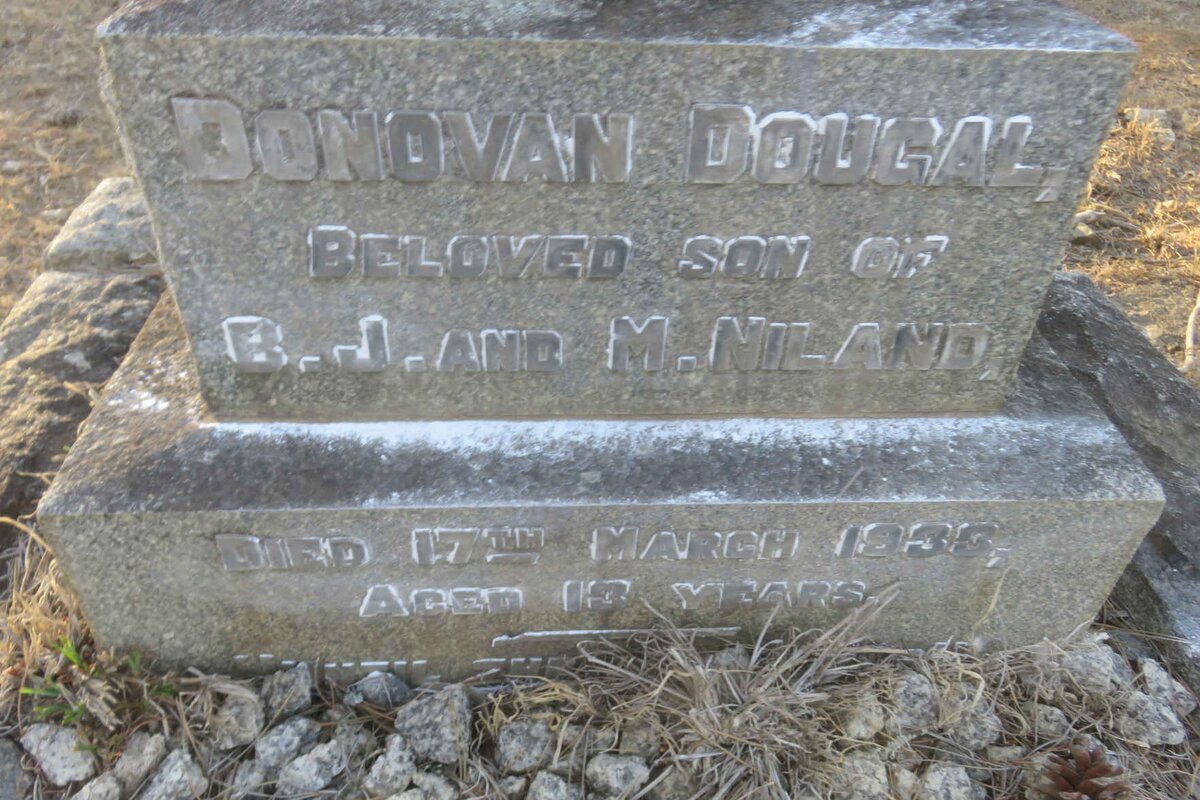 DONOVAN DOUGAL,
BELOVED SON OF
B.J. AND M. NILAND,
DIED 17TH MARCH 1933,
AGED 13 YEARS.